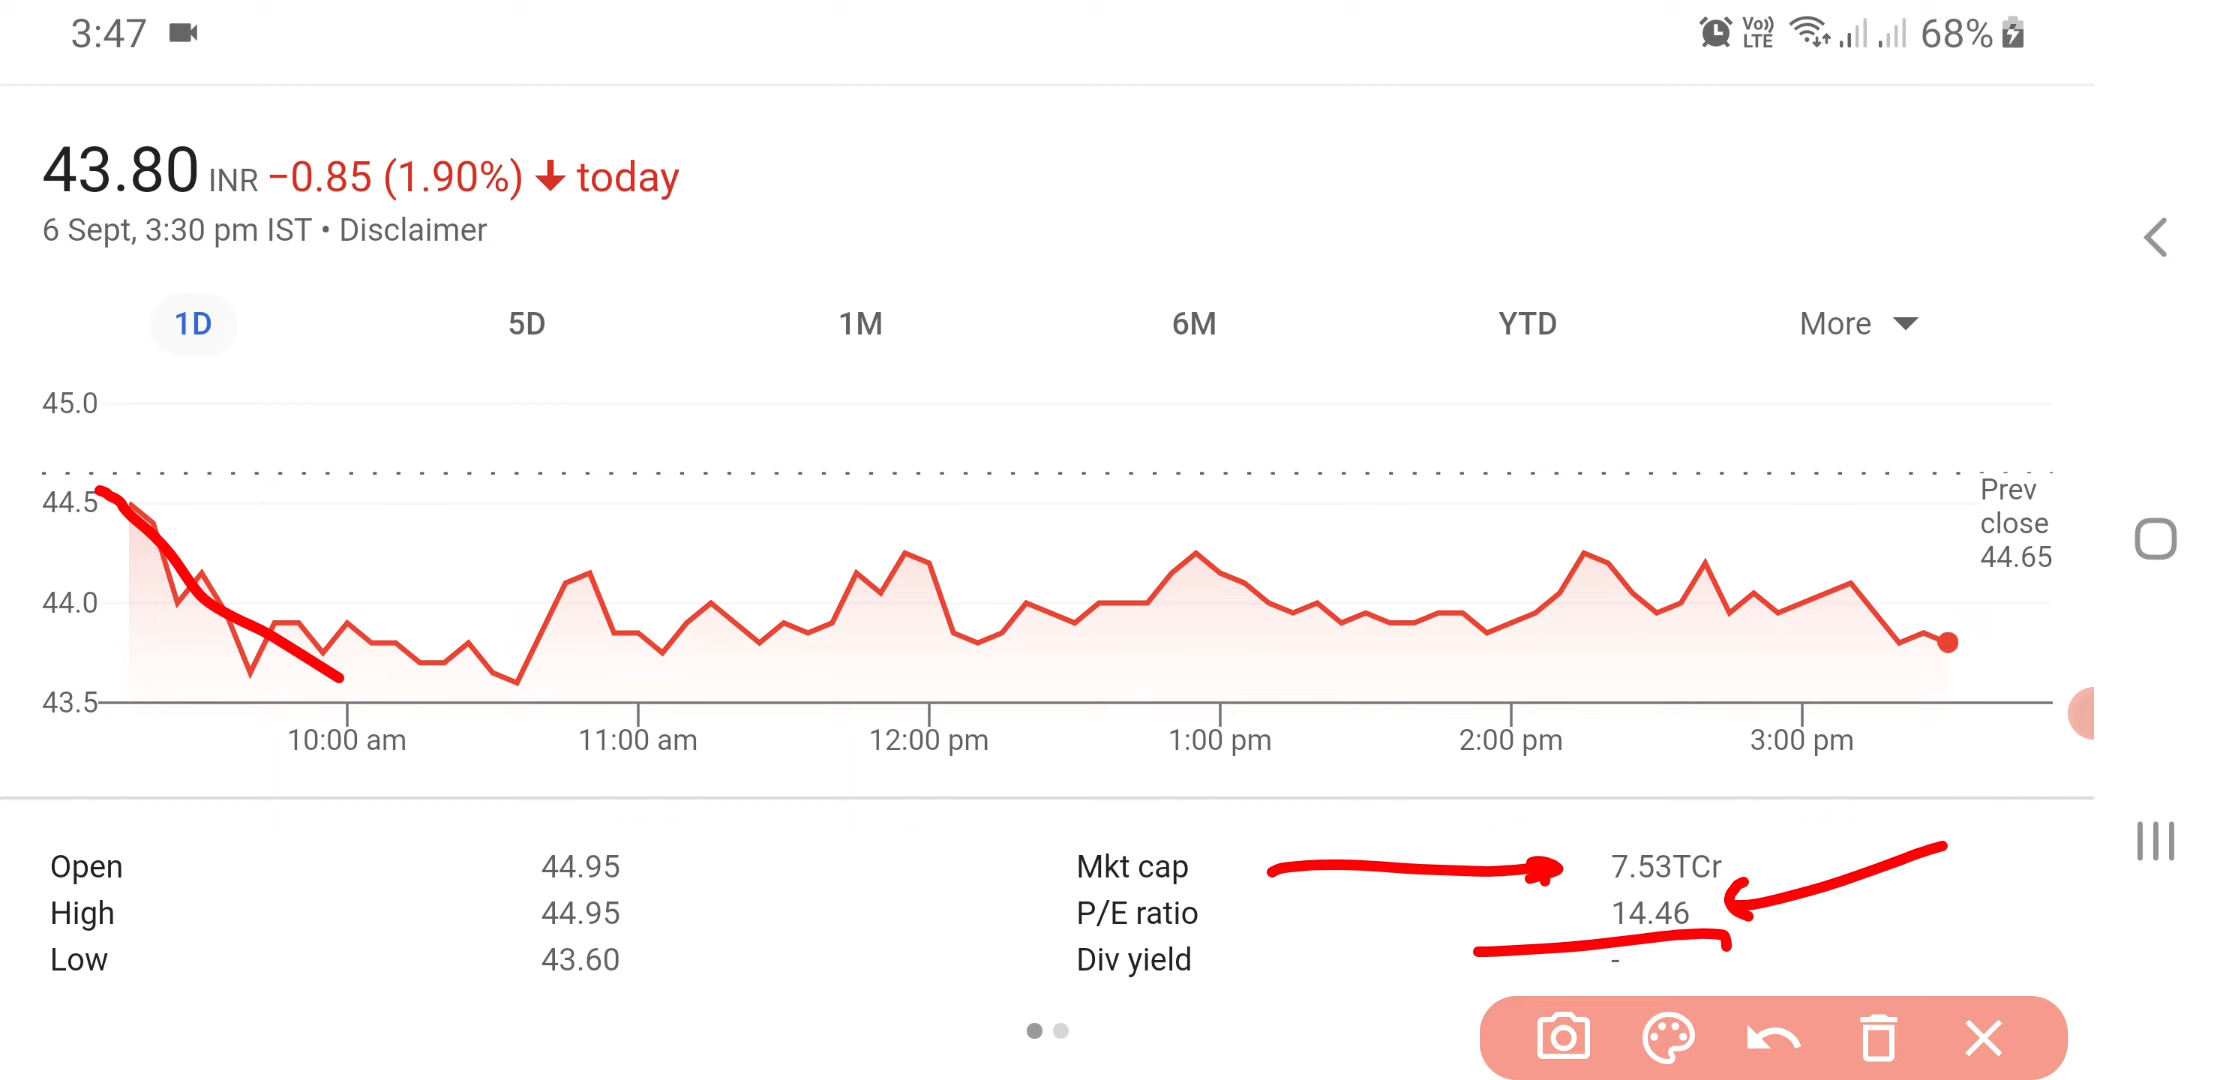 3:47 Vo)) LTE 68%
43.80 INR −0.85 (1.90%) today
6 Sept, 3:30 pm IST • Disclaimer
1D 5D 1M 6M YTD More
45.0
44.5
44.0
43.5
Prev
close
44.65
10:00 am 11:00 am 12:00 pm 1:00 pm 2:00 pm 3:00 pm
Open 44.95 Mkt cap 7.53TCr
High 44.95 P/E ratio 14.46
Low 43.60 Div yield -